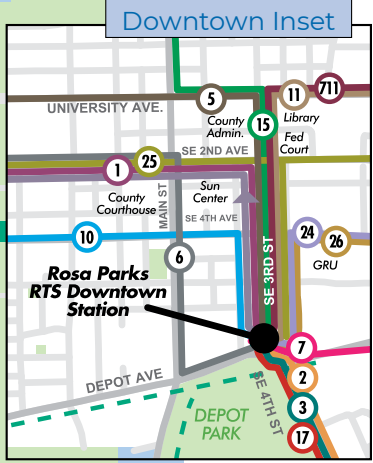 Downtown Inset
5
11
711
UNIVERSITY AVE.
County
Admin.
15
Library
Fed
Court
SE 2ND AVE
1
25
County
Courthouse
MAIN ST
Sun
Center
SE 4TH AVE
10
6
24
26
GRU
SE 3RD ST
Rosa Parks
RTS Downtown
Station
7
DEPOT AVE
2
SE 4TH ST
3
DEPOT
PARK
17